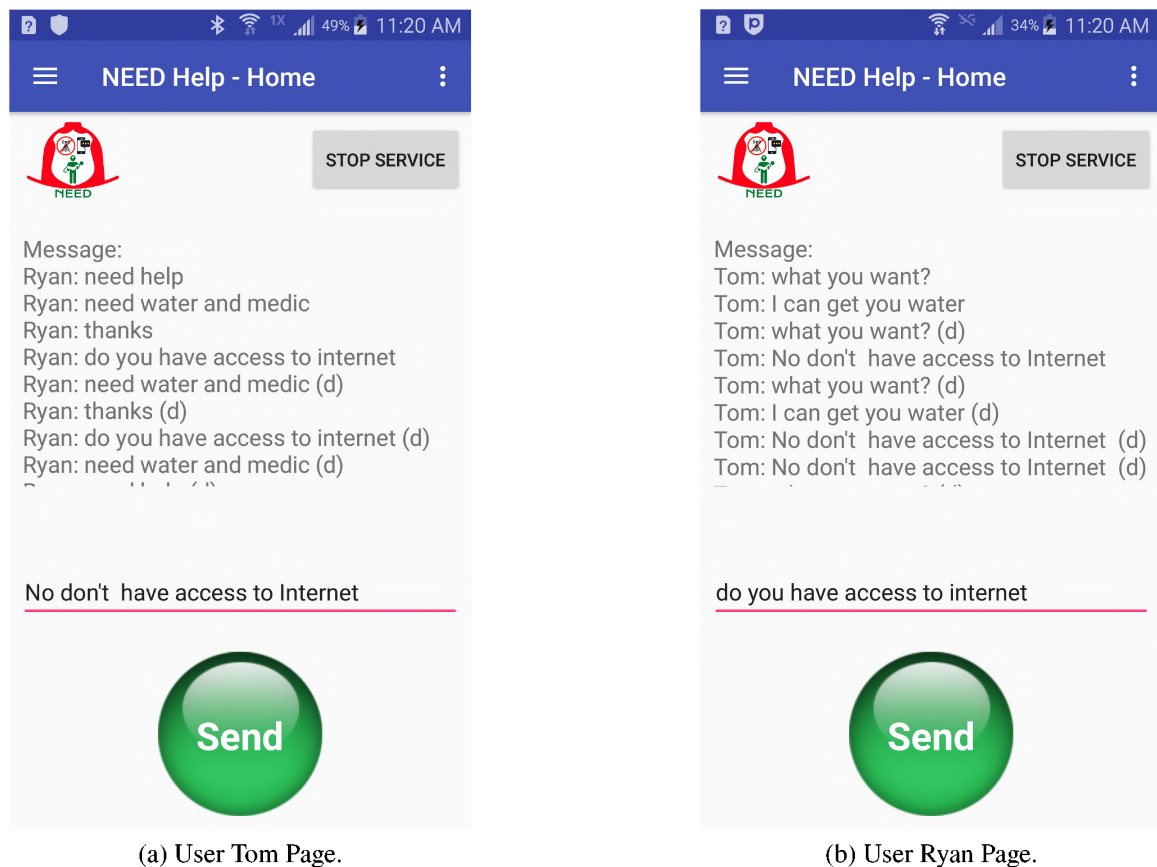 1X 49% 11:20 AM
NEED Help - Home
NEED
STOP SERVICE
Message:
Ryan: need help
Ryan: need water and medic
Ryan: thanks
Ryan: do you have access to internet
Ryan: need water and medic (d)
Ryan: thanks (d)
Ryan: do you have access to internet (d)
Ryan: need water and medic (d)
No don't  have access to Internet
Send
(a) User Tom Page.
34% 11:20 AM
NEED Help - Home
NEED
STOP SERVICE
Message:
Tom: what you want?
Tom: I can get you water
Tom: what you want? (d)
Tom: No don't  have access to Internet
Tom: what you want? (d)
Tom: I can get you water (d)
Tom: No don't  have access to Internet  (d)
Tom: No don't  have access to Internet  (d)
do you have access to internet
Send
(b) User Ryan Page.